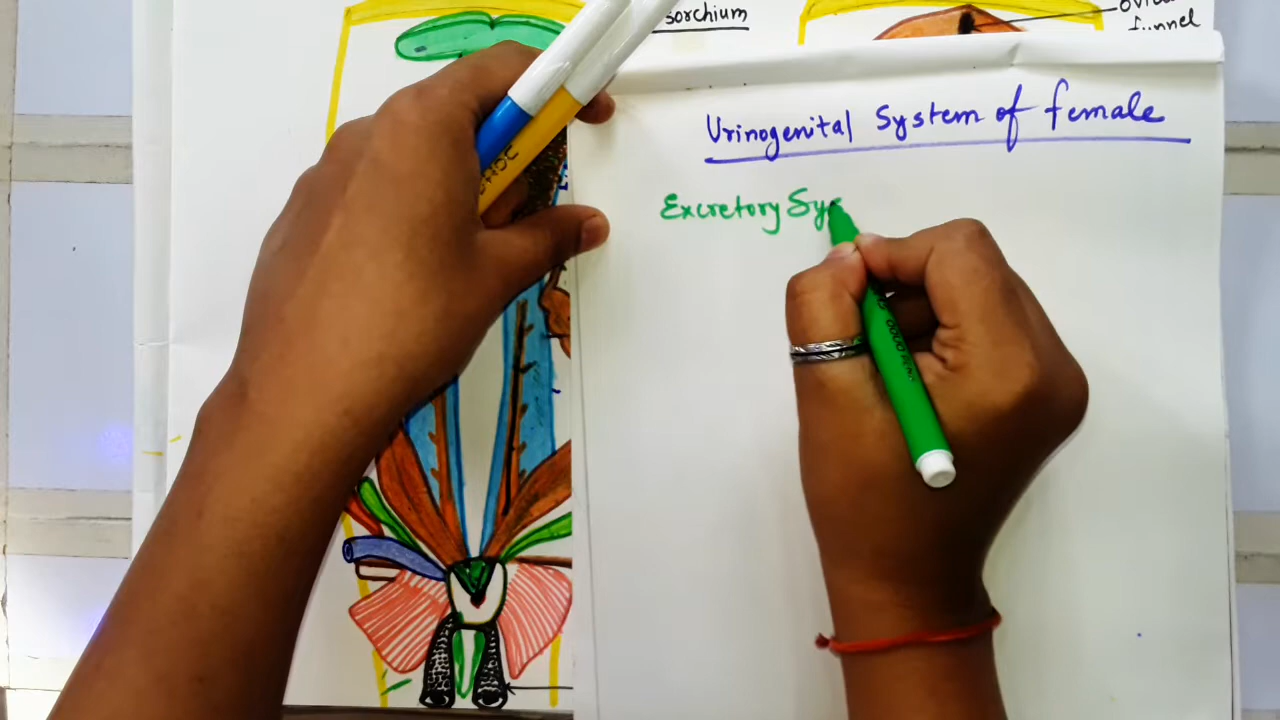 sorchium
funnel
Urinogenital System of female
Excretory Sys